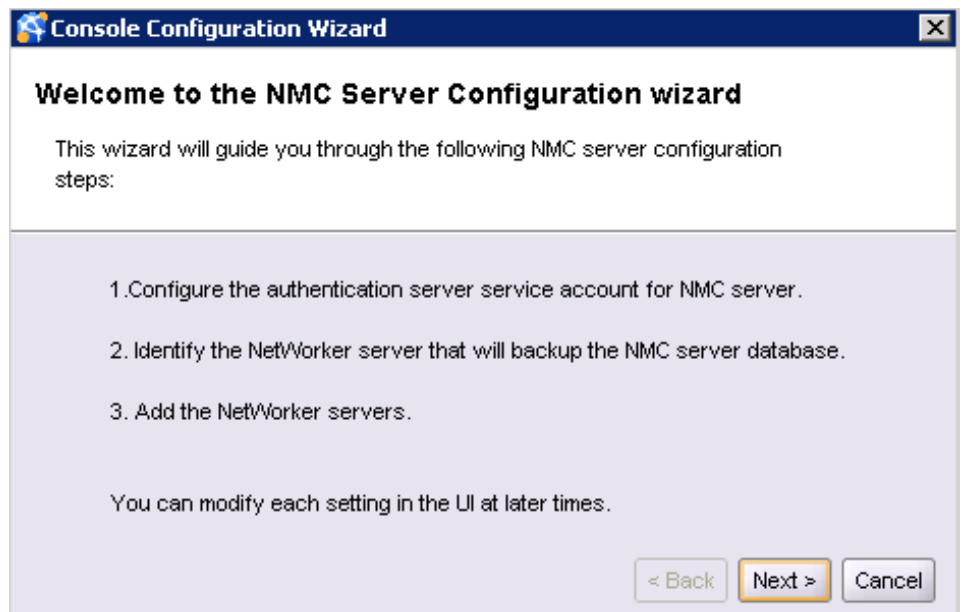 Console Configuration Wizard
Welcome to the NMC Server Configuration wizard
This wizard will guide you through the following NMC server configuration
steps:
1.Configure the authentication server service account for NMC server.
2. Identify the NetWorker server that will backup the NMC server database.
3. Add the NetWorker servers.
You can modify each setting in the UI at later times.
< Back Next > Cancel